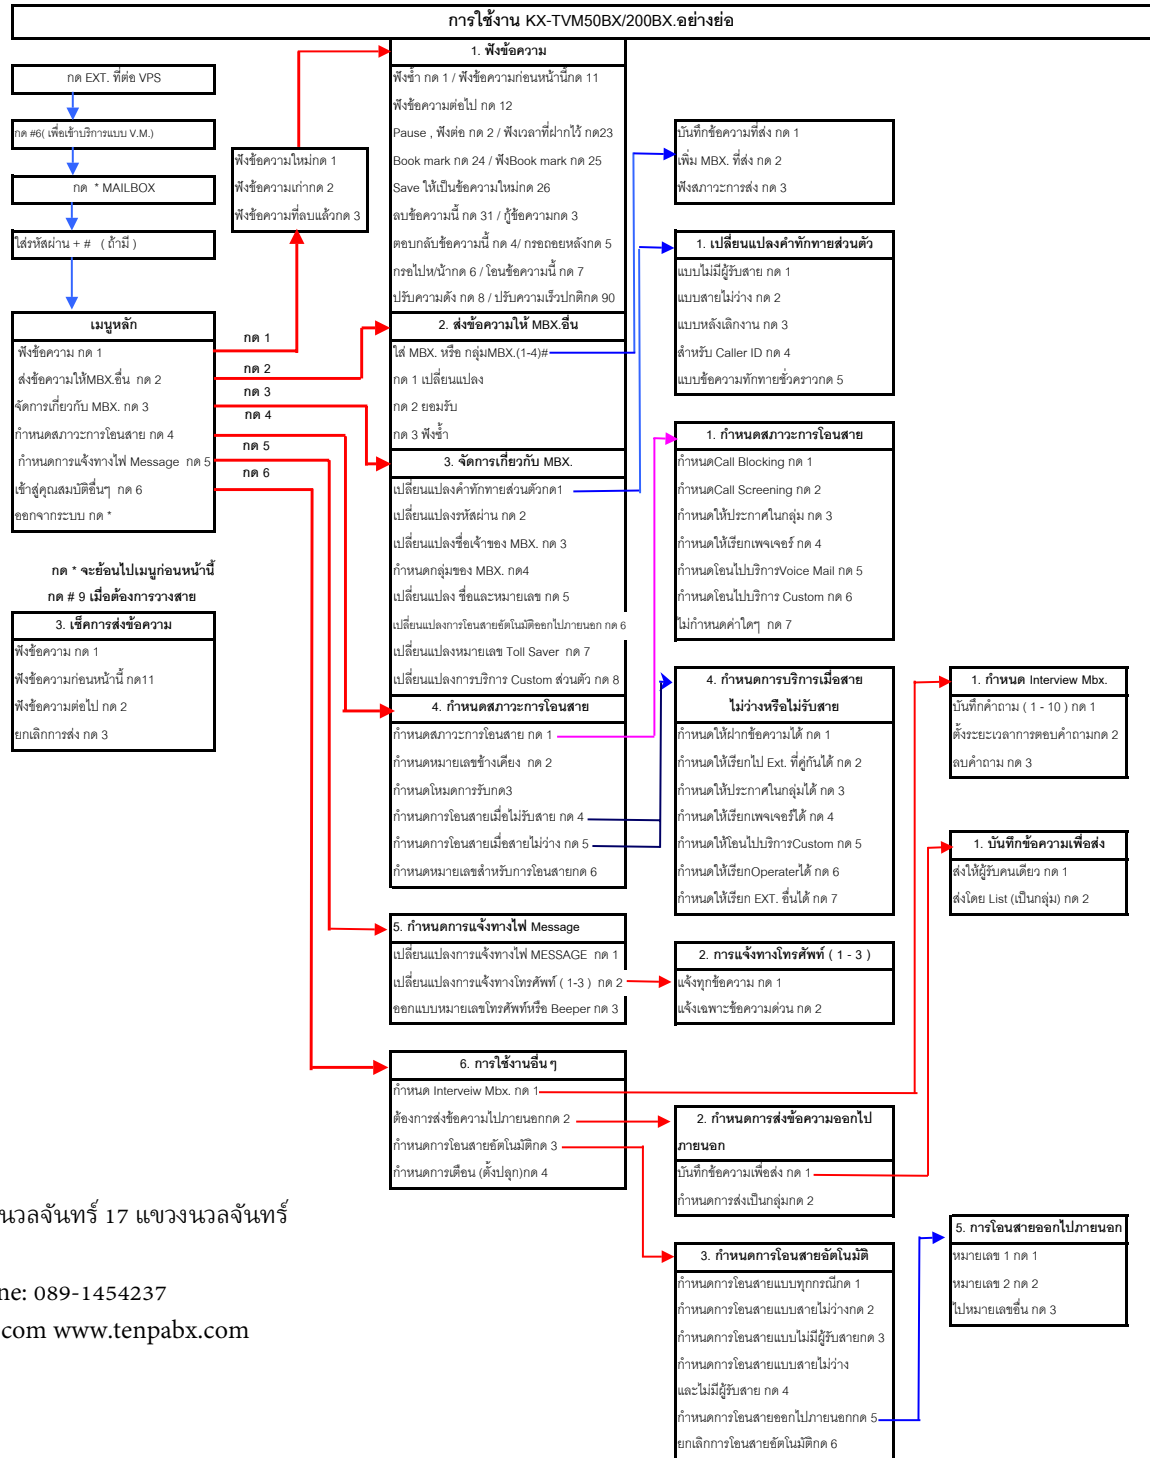 การใช้งาน KX-TVM50BX/200BX.อย่างย่อ
กด EXT. ที่ต่อ VPS
กด #6( เพื่อเข้าบริการแบบ V.M.)
กด * MAILBOX
ใส่รหัสผ่าน + # ( ถ้ามี )
เมนูหลัก
ฟังข้อความ กด 1
ส่งข้อความให้MBX.อื่น กด 2
จัดการเกี่ยวกับ MBX. กด 3
กำหนดสภาวะการโอนสาย กด 4
กำหนดการแจ้งทางไฟ Message กด 5
เข้าสู่คุณสมบัติอื่นๆ กด 6
ออกจากระบบ กด *
กด 1
กด 2
กด 3
กด 4
กด 5
กด 6
กด * จะย้อนไปเมนูก่อนหน้านี้
กด # 9 เมื่อต้องการวางสาย
3. เช็คการส่งข้อความ
ฟังข้อความ กด 1
ฟังข้อความก่อนหน้านี้ กด11
ฟังข้อความต่อไป กด 2
ยกเลิกการส่ง กด 3
ฟังข้อความใหม่กด 1
ฟังข้อความเก่ากด 2
ฟังข้อความที่ลบแล้วกด 3
1. ฟังข้อความ
ฟังซ้ำ กด 1 / ฟังข้อความก่อนหน้านี้กด 11
ฟังข้อความต่อไป กด 12
Pause , ฟังต่อ กด 2 / ฟังเวลาที่ฝากไว้ กด23
Book mark กด 24 / ฟังBook mark กด 25
Save ให้เป็นข้อความใหม่กด 26
ลบข้อความนี้ กด 31 / กู้ข้อความกด 3
ตอบกลับข้อความนี้ กด 4/ กรอถอยหลังกด 5
กรอไปห/น้ากด 6 / โอนข้อความนี้ กด 7
ปรับความดัง กด 8 / ปรับความเร็วปกติกด 90
2. ส่งข้อความให้ MBX.อื่น
ใส่ MBX. หรือ กลุ่มMBX.(1-4)#
กด 1 เปลี่ยนแปลง
กด 2 ยอมรับ
กด 3 ฟังซ้ำ
3. จัดการเกี่ยวกับ MBX.
เปลี่ยนแปลงคำทักทายส่วนตัวกด1
เปลี่ยนแปลงรหัสผ่าน กด 2
เปลี่ยนแปลงชื่อเจ้าของ MBX. กด 3
กำหนดกลุ่มของ MBX. กด4
เปลี่ยนแปลง ชื่อและหมายเลข กด 5
เปลี่ยนแปลงการโอนสายอัตโนมัติออกไปภายนอก กด 6
เปลี่ยนแปลงหมายเลข Toll Saver กด 7
เปลี่ยนแปลงการบริการ Custom ส่วนตัว กด 8
4. กำหนดสภาวะการโอนสาย
กำหนดสภาวะการโอนสาย กด 1
กำหนดหมายเลขข้างเคียง กด 2
กำหนดโหมดการรับกด3
กำหนดการโอนสายเมื่อไม่รับสาย กด 4
กำหนดการโอนสายเมื่อสายไม่ว่าง กด 5
กำหนดหมายเลขสำหรับการโอนสายกด 6
5. กำหนดการแจ้งทางไฟ Message
เปลี่ยนแปลงการแจ้งทางไฟ MESSAGE กด 1
เปลี่ยนแปลงการแจ้งทางโทรศัพท์ ( 1-3 ) กด 2
ออกแบบหมายเลขโทรศัพท์หรือ Beeper กด 3
6. การใช้งานอื่น ๆ
กำหนด Interveiw Mbx. กด 1
ต้องการส่งข้อความไปภายนอกกด 2
กำหนดการโอนสายอัตโนมัติกด 3
กำหนดการเตือน (ตั้งปลุก)กด 4
บันทึกข้อความที่ส่ง กด 1
เพิ่ม MBX. ที่ส่ง กด 2
ฟังสภาวะการส่ง กด 3
1. เปลี่ยนแปลงคำทักทายส่วนตัว
แบบไม่มีผู้รับสาย กด 1
แบบสายไม่ว่าง กด 2
แบบหลังเลิกงาน กด 3
สำหรับ Caller ID กด 4
แบบข้อความทักทายชั่วคราวกด 5
1. กำหนดสภาวะการโอนสาย
กำหนดCall Blocking กด 1
กำหนดCall Screening กด 2
กำหนดให้ประกาศในกลุ่ม กด 3
กำหนดให้เรียกเพจเจอร์ กด 4
กำหนดโอนไปบริการVoice Mail กด 5
กำหนดโอนไปบริการ Custom กด 6
ไม่กำหนดค่าใดๆ กด 7
4. กำหนดการบริการเมื่อสาย
ไม่ว่างหรือไม่รับสาย
กำหนดให้ฝากข้อความได้ กด 1
กำหนดให้เรียกไป Ext. ที่คู่กันได้ กด 2
กำหนดให้ประกาศในกลุ่มได้ กด 3
กำหนดให้เรียกเพจเจอร์ได้ กด 4
กำหนดให้โอนไปบริการCustom กด 5
กำหนดให้เรียกOperaterได้ กด 6
กำหนดให้เรียก EXT. อื่นได้ กด 7
2. การแจ้งทางโทรศัพท์ ( 1 - 3 )
แจ้งทุกข้อความ กด 1
แจ้งเฉพาะข้อความด่วน กด 2
2. กำหนดการส่งข้อความออกไป
ภายนอก
บันทึกข้อความเพื่อส่ง กด 1
กำหนดการส่งเป็นกลุ่มกด 2
3. กำหนดการโอนสายอัตโนมัติ
กำหนดการโอนสายแบบทุกกรณีกด 1
กำหนดการโอนสายแบบสายไม่ว่างกด 2
กำหนดการโอนสายแบบไม่มีผู้รับสายกด 3
กำหนดการโอนสายแบบสายไม่ว่าง
และไม่มีผู้รับสาย กด 4
กำหนดการโอนสายออกไปภายนอกกด 5
ยกเลิกการโอนสายอัตโนมัติกด 6
1. กำหนด Interview Mbx.
บันทึกคำถาม ( 1 - 10 ) กด 1
ตั้งระยะเวลาการตอบคำถามกด 2
ลบคำถาม กด 3
1. บันทึกข้อความเพื่อส่ง
ส่งให้ผู้รับคนเดียว กด 1
ส่งโดย List (เป็นกลุ่ม) กด 2
5. การโอนสายออกไปภายนอก
หมายเลข 1 กด 1
หมายเลข 2 กด 2
ไปหมายเลขอื่น กด 3
นวลจันทร์ 17 แขวงนวลจันทร์
ne: 089-1454237
.com www.tenpabx.com